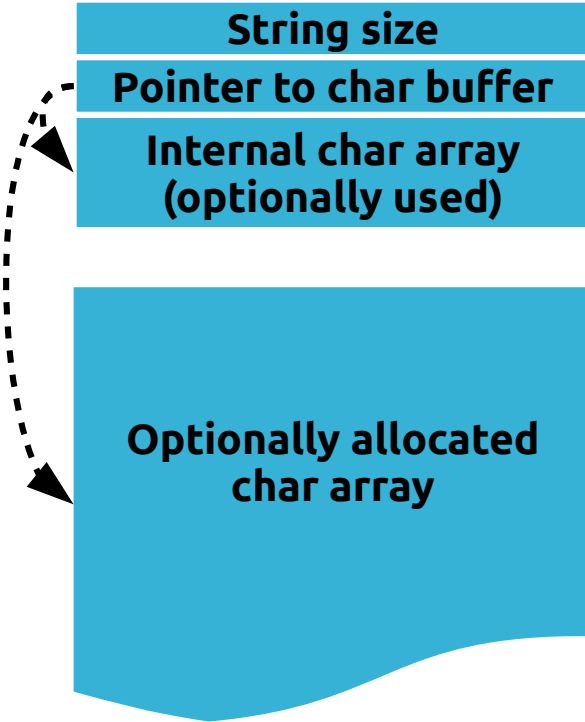 String size
Pointer to char buffer
Internal char array
(optionally used)
Optionally allocated
char array